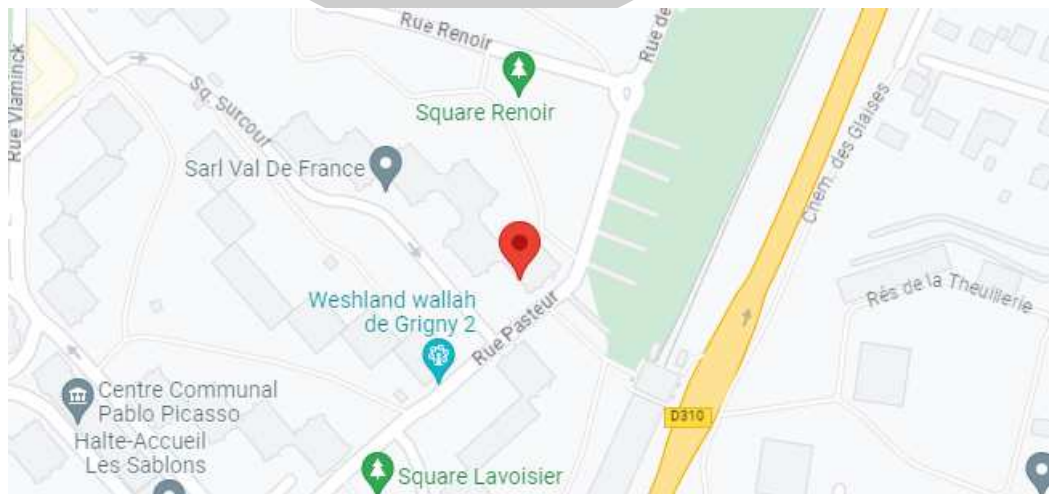 Rue Renoir
Rue de
Rue Vlaminck
Sq. Surcouf
Square Renoir
Chem. des Glaises
Sarl Val De France
Weshland wallah
de Grigny 2
Rue Pasteur
Rés de la Theuillerie
Centre Communal
Pablo Picasso
D310
Halte-Accueil
Les Sablons
Square Lavoisier